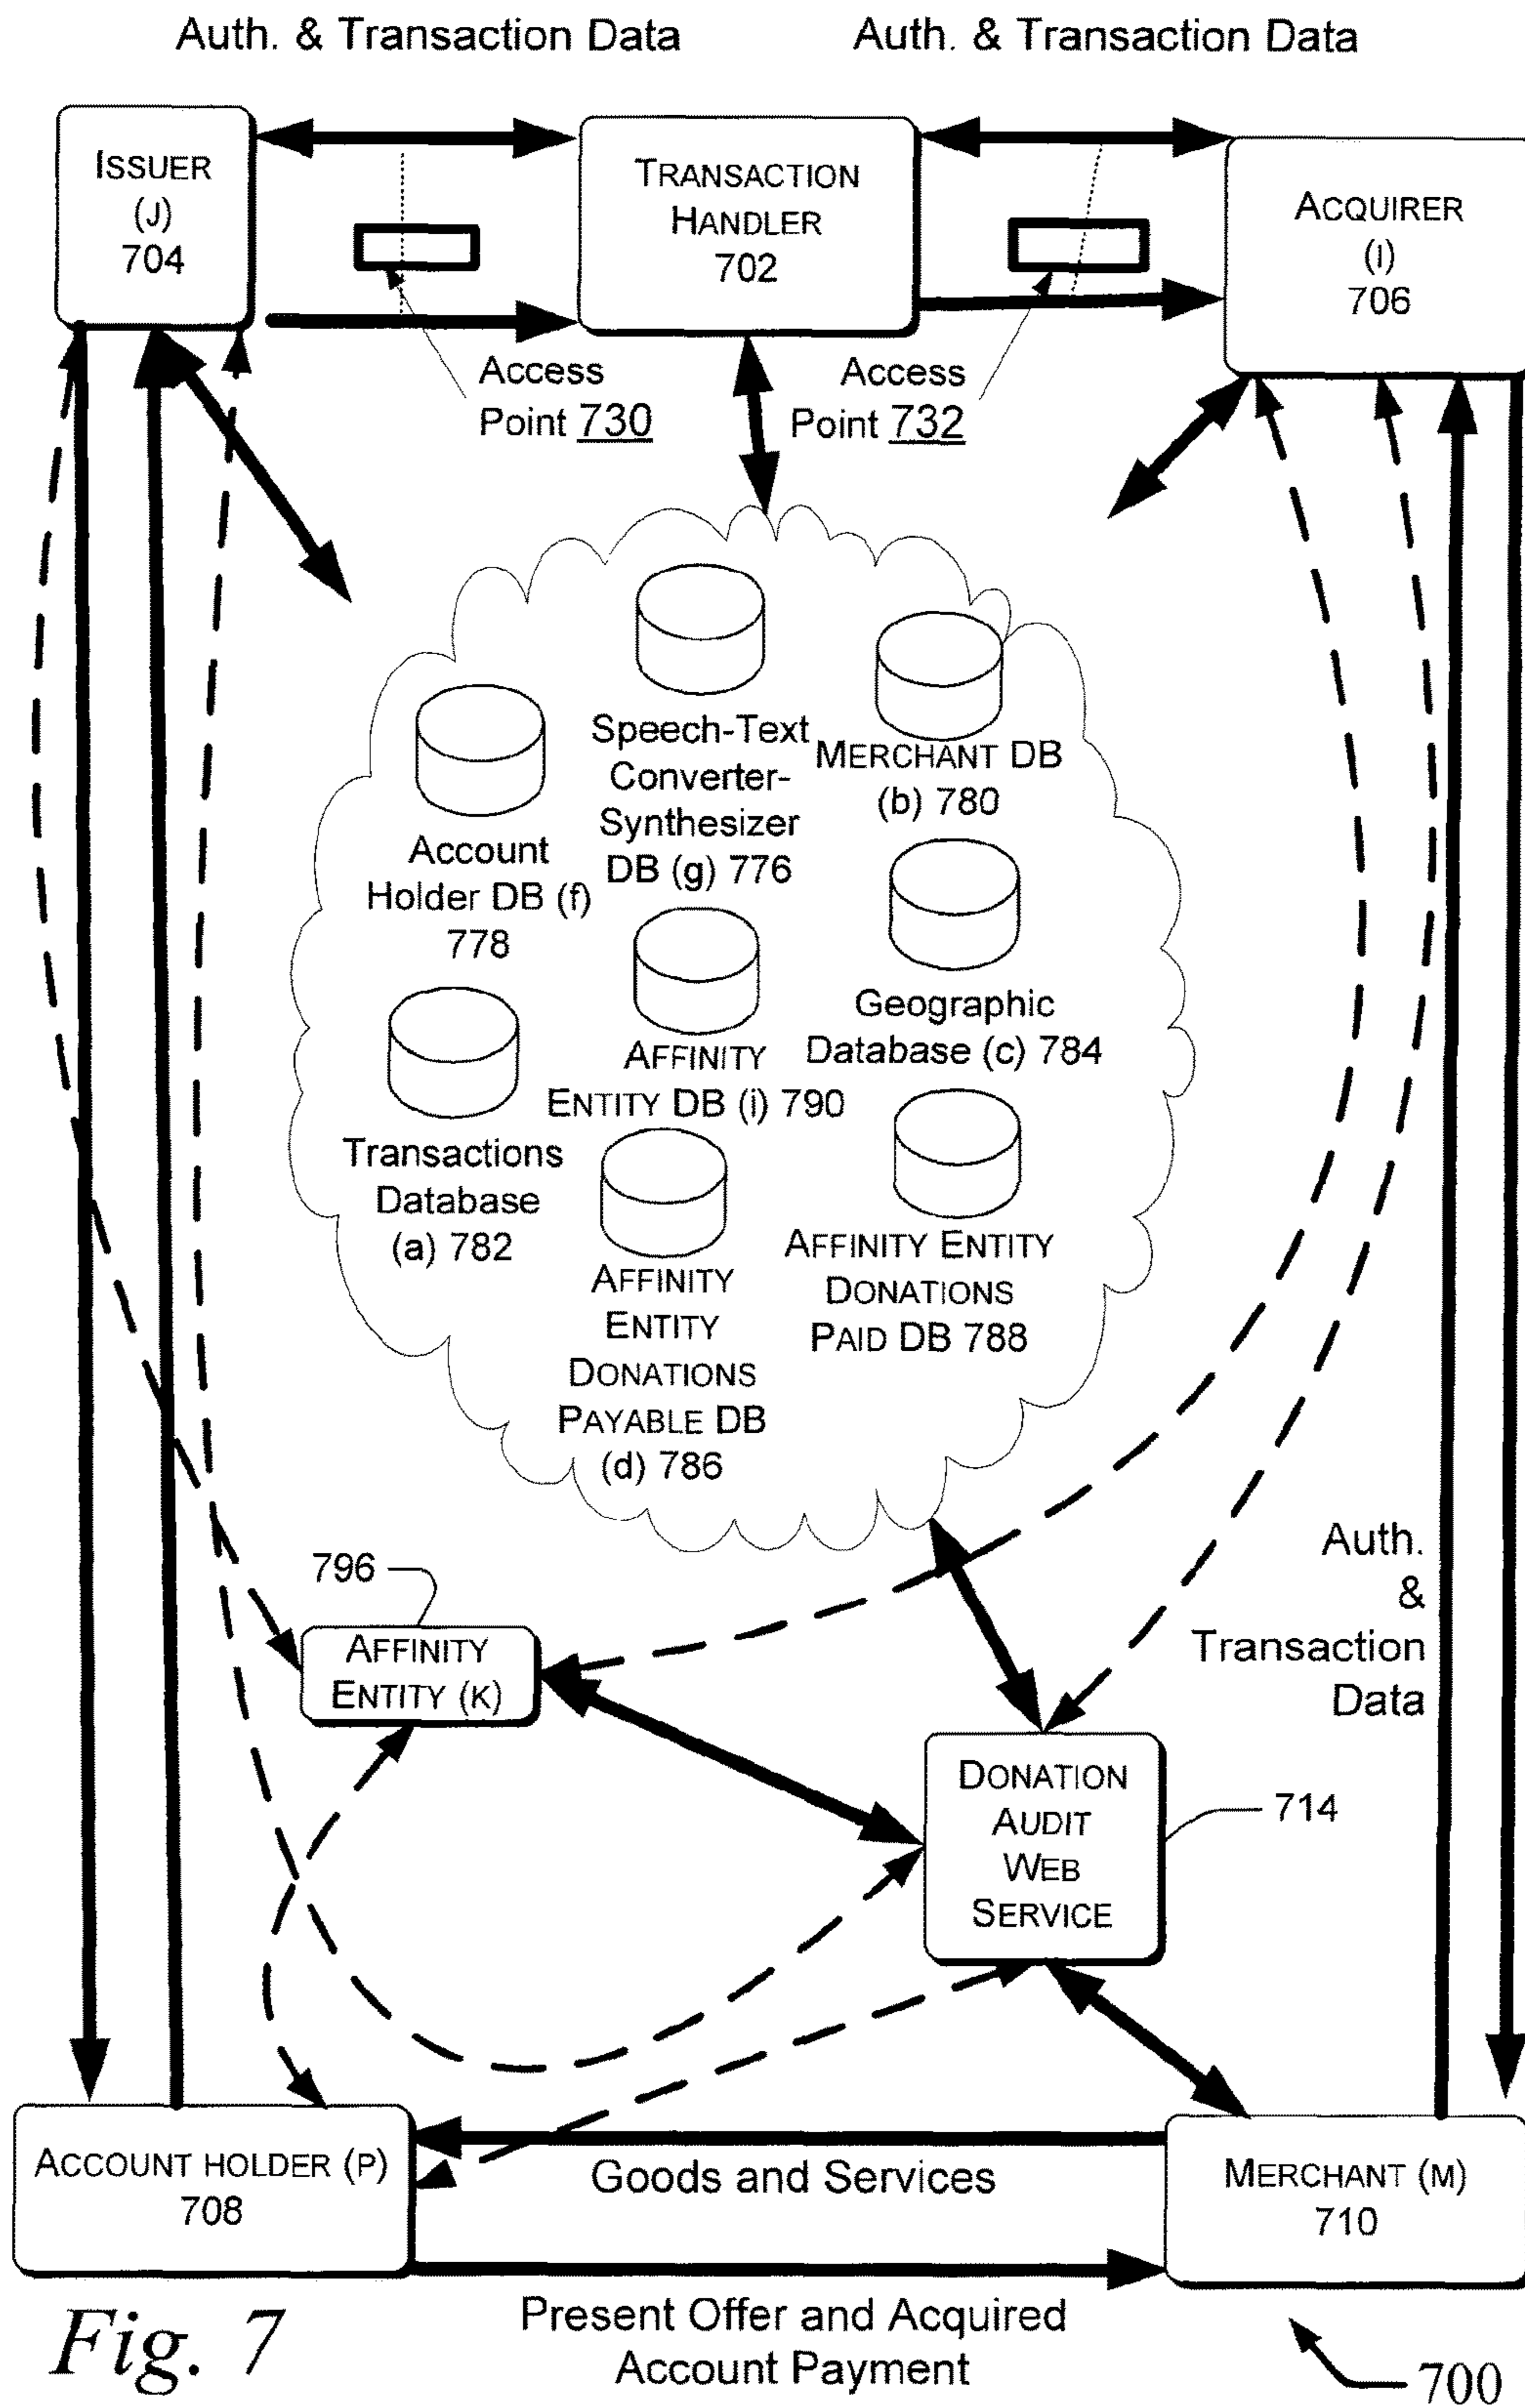 Auth. & Transaction Data
Auth. & Transaction Data
ISSUER
(J)
704
TRANSACTION
HANDLER
702
ACQUIRER
(I)
706
Access
Point 730
Access
Point 732
Speech-Text
Converter-
Synthesizer
DB (g) 776
MERCHANT DB
(b) 780
Account
Holder DB (f)
778
Geographic
Database (c) 784
AFFINITY
ENTITY DB (i) 790
Transactions
Database
(a) 782
AFFINITY ENTITY
DONATIONS
PAID DB 788
AFFINITY
ENTITY
DONATIONS
PAYABLE DB
(d) 786
Auth.
&
Transaction
Data
796
AFFINITY
ENTITY (K)
DONATION
AUDIT
WEB
SERVICE
714
ACCOUNT HOLDER (P)
708
Goods and Services
MERCHANT (M)
710
Present Offer and Acquired
Account Payment
Fig. 7
700